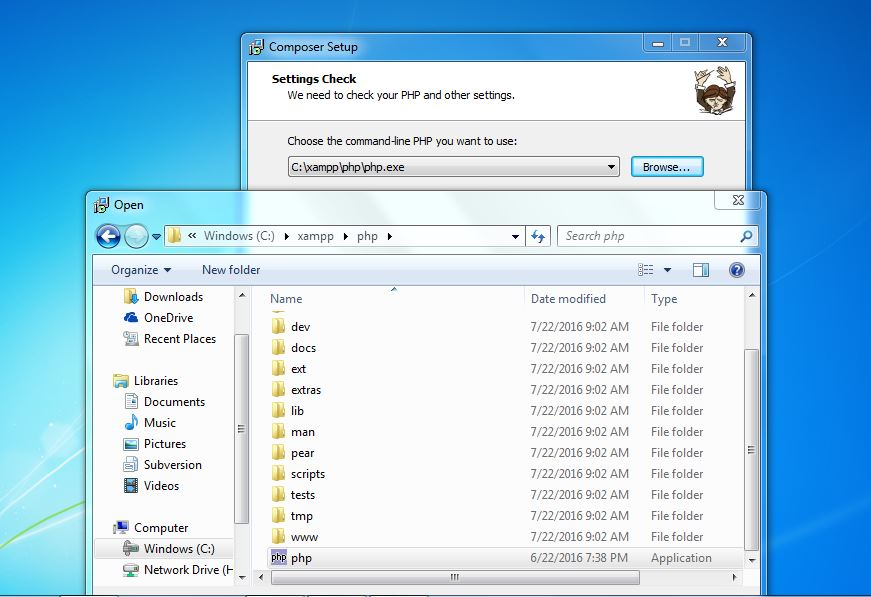 Composer Setup
Settings Check
We need to check your PHP and other settings.
Choose the command-line PHP you want to use:
C:\xampp\php\php.exe Browse...
Open
« Windows (C:) xampp php Search php
Organize New folder
Downloads
OneDrive
Recent Places
Libraries
Documents
Music
Pictures
Subversion
Videos
Computer
Windows (C:)
Network Drive (H
Name Date modified Type
dev 7/22/2016 9:02 AM File folder
docs 7/22/2016 9:02 AM File folder
ext 7/22/2016 9:02 AM File folder
extras 7/22/2016 9:02 AM File folder
lib 7/22/2016 9:02 AM File folder
man 7/22/2016 9:02 AM File folder
pear 7/22/2016 9:02 AM File folder
scripts 7/22/2016 9:02 AM File folder
tests 7/22/2016 9:02 AM File folder
tmp 7/22/2016 9:02 AM File folder
www 7/22/2016 9:02 AM File folder
php php 6/22/2016 7:38 PM Application